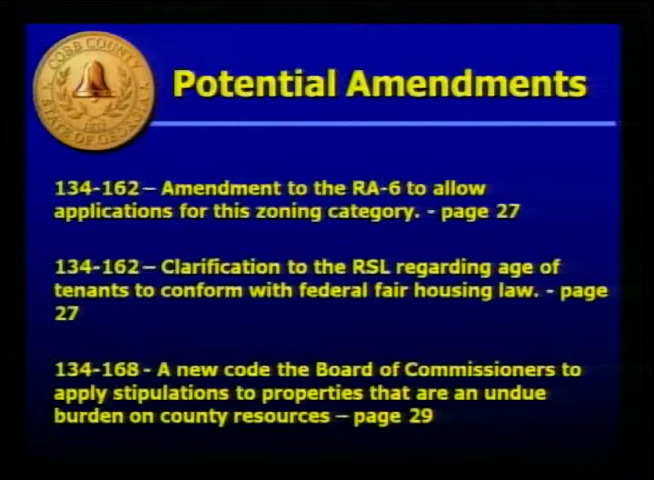 COBB COUNTY
STATE OF GEORGIA
Potential Amendments
134-162 – Amendment to the RA-6 to allow
applications for this zoning category. - page 27
134-162 – Clarification to the RSL regarding age of
tenants to conform with federal fair housing law. - page
27
134-168 - A new code the Board of Commissioners to
apply stipulations to properties that are an undue
burden on county resources – page 29